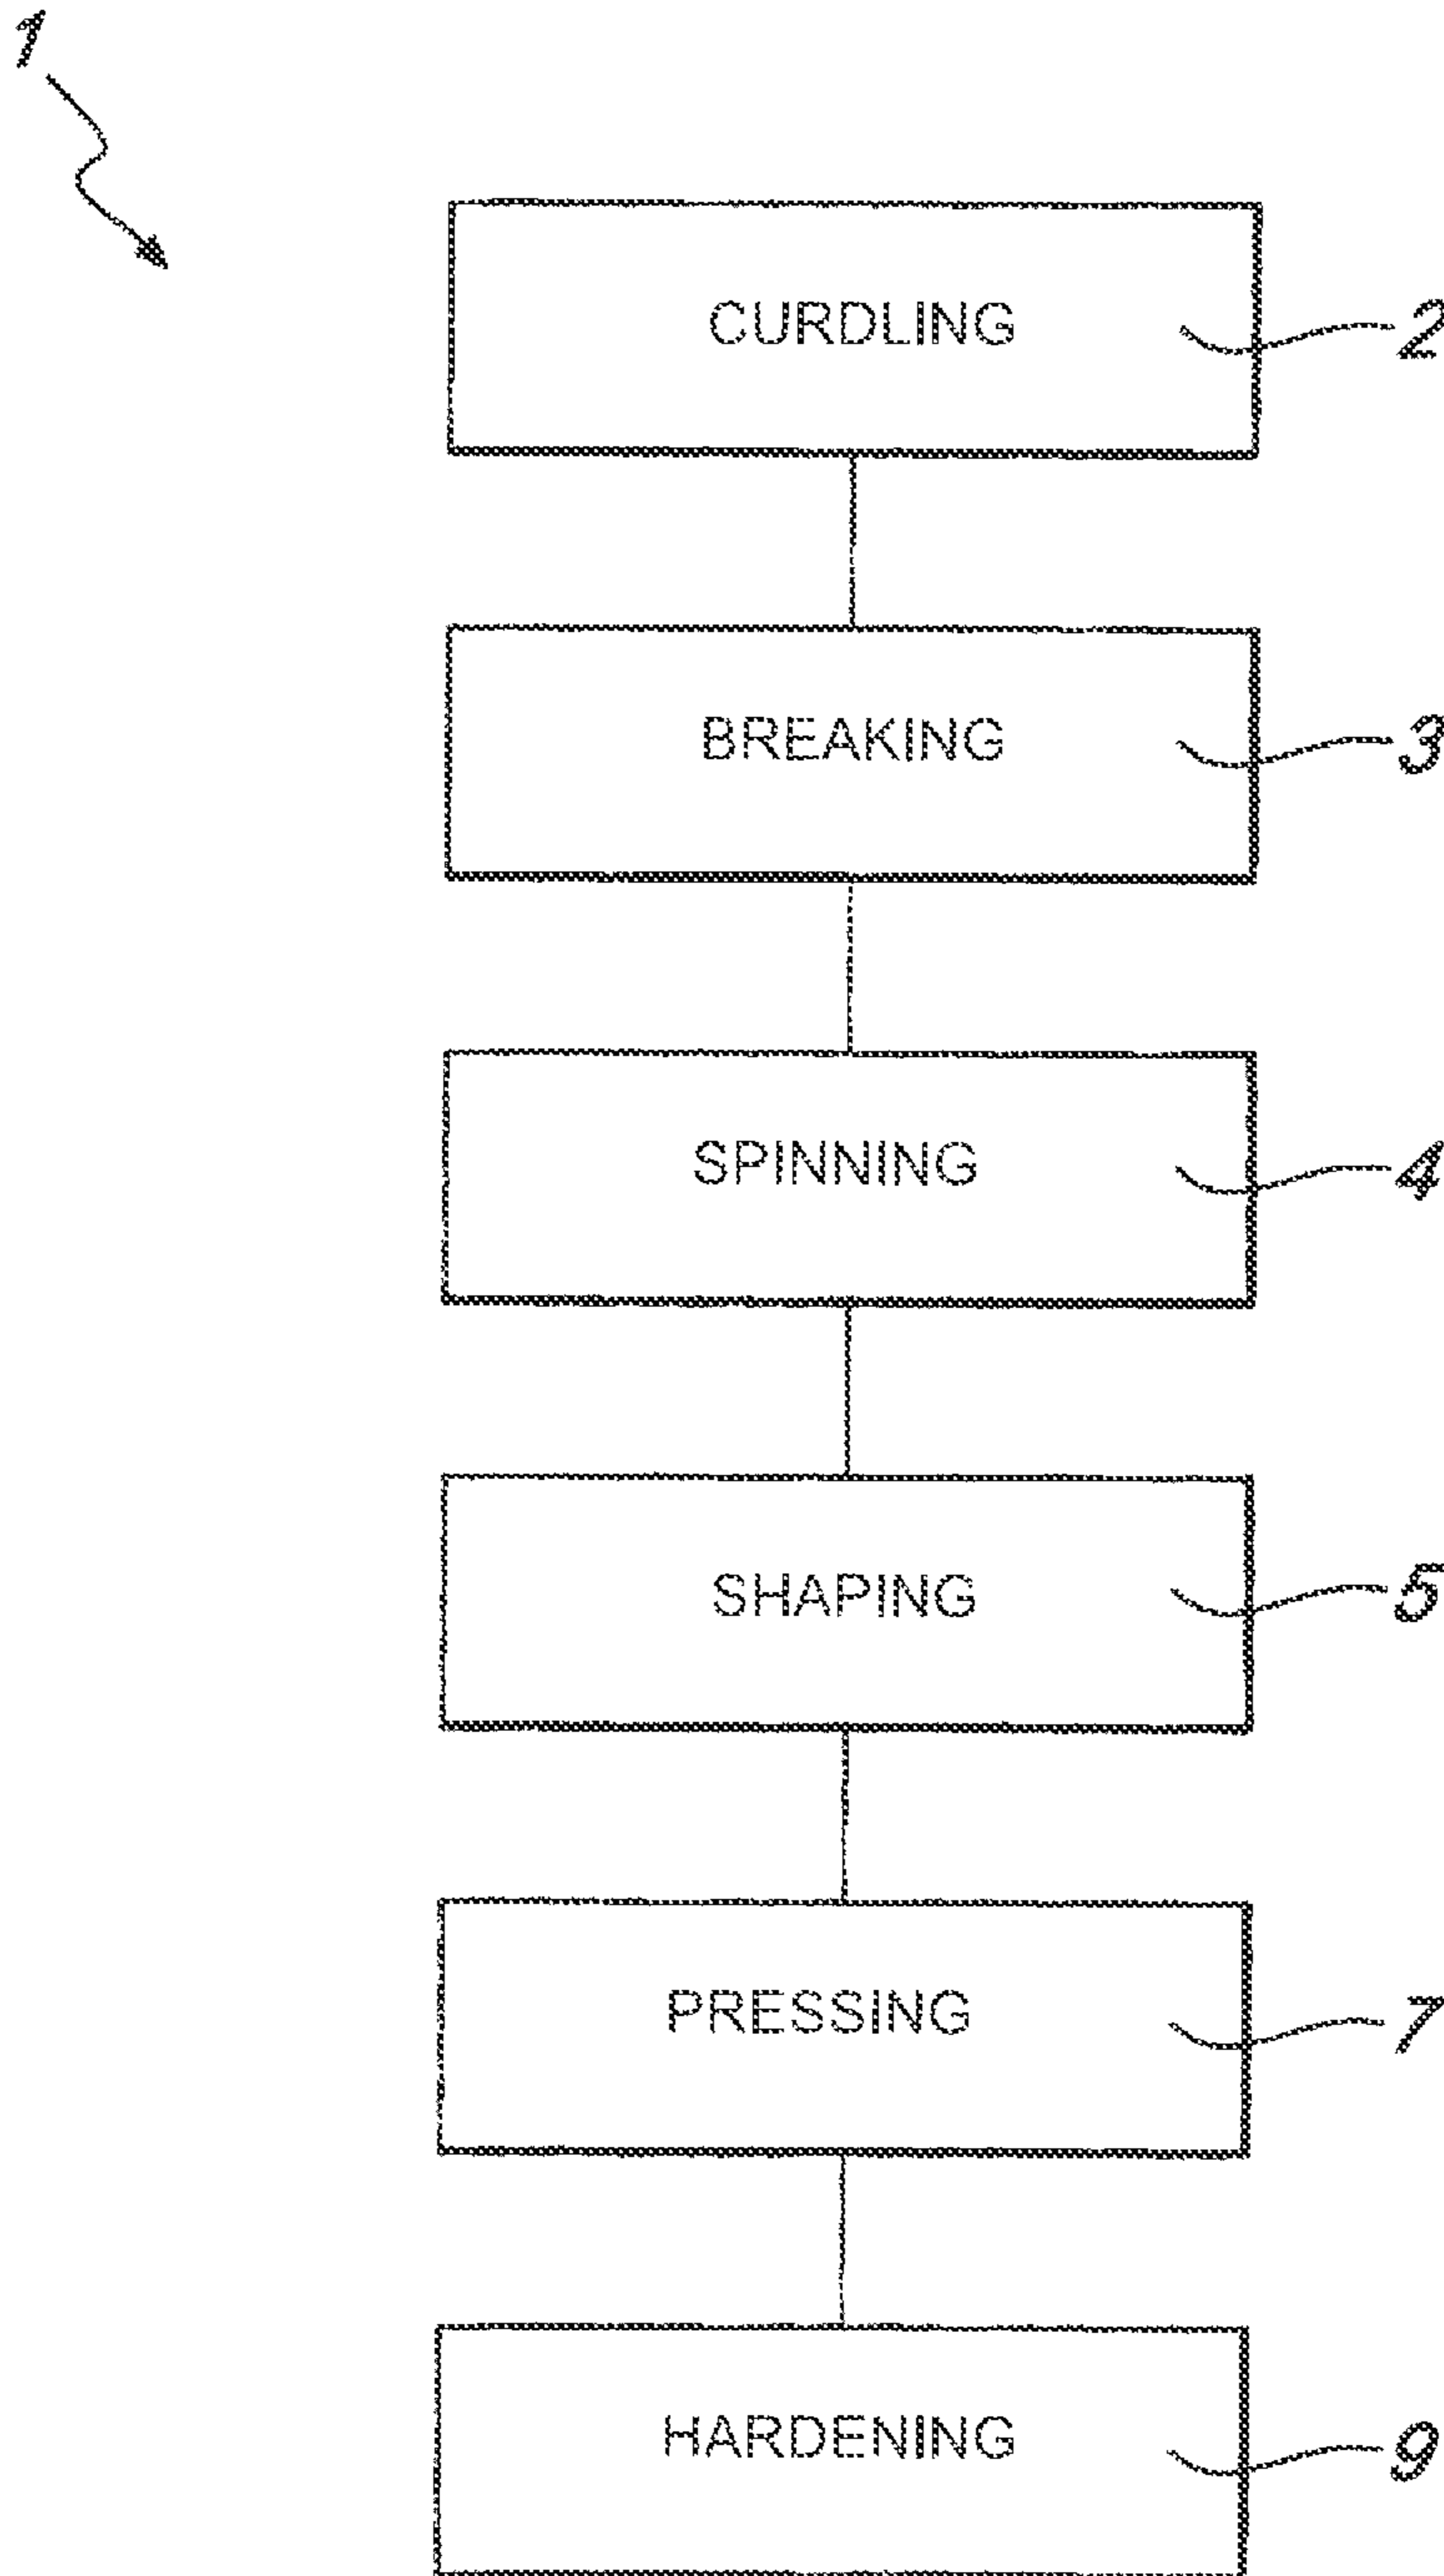 1
CURDLING 2
BREAKING 3
SPINNING 4
SHAPING 5
PRESSING 7
HARDENING 9